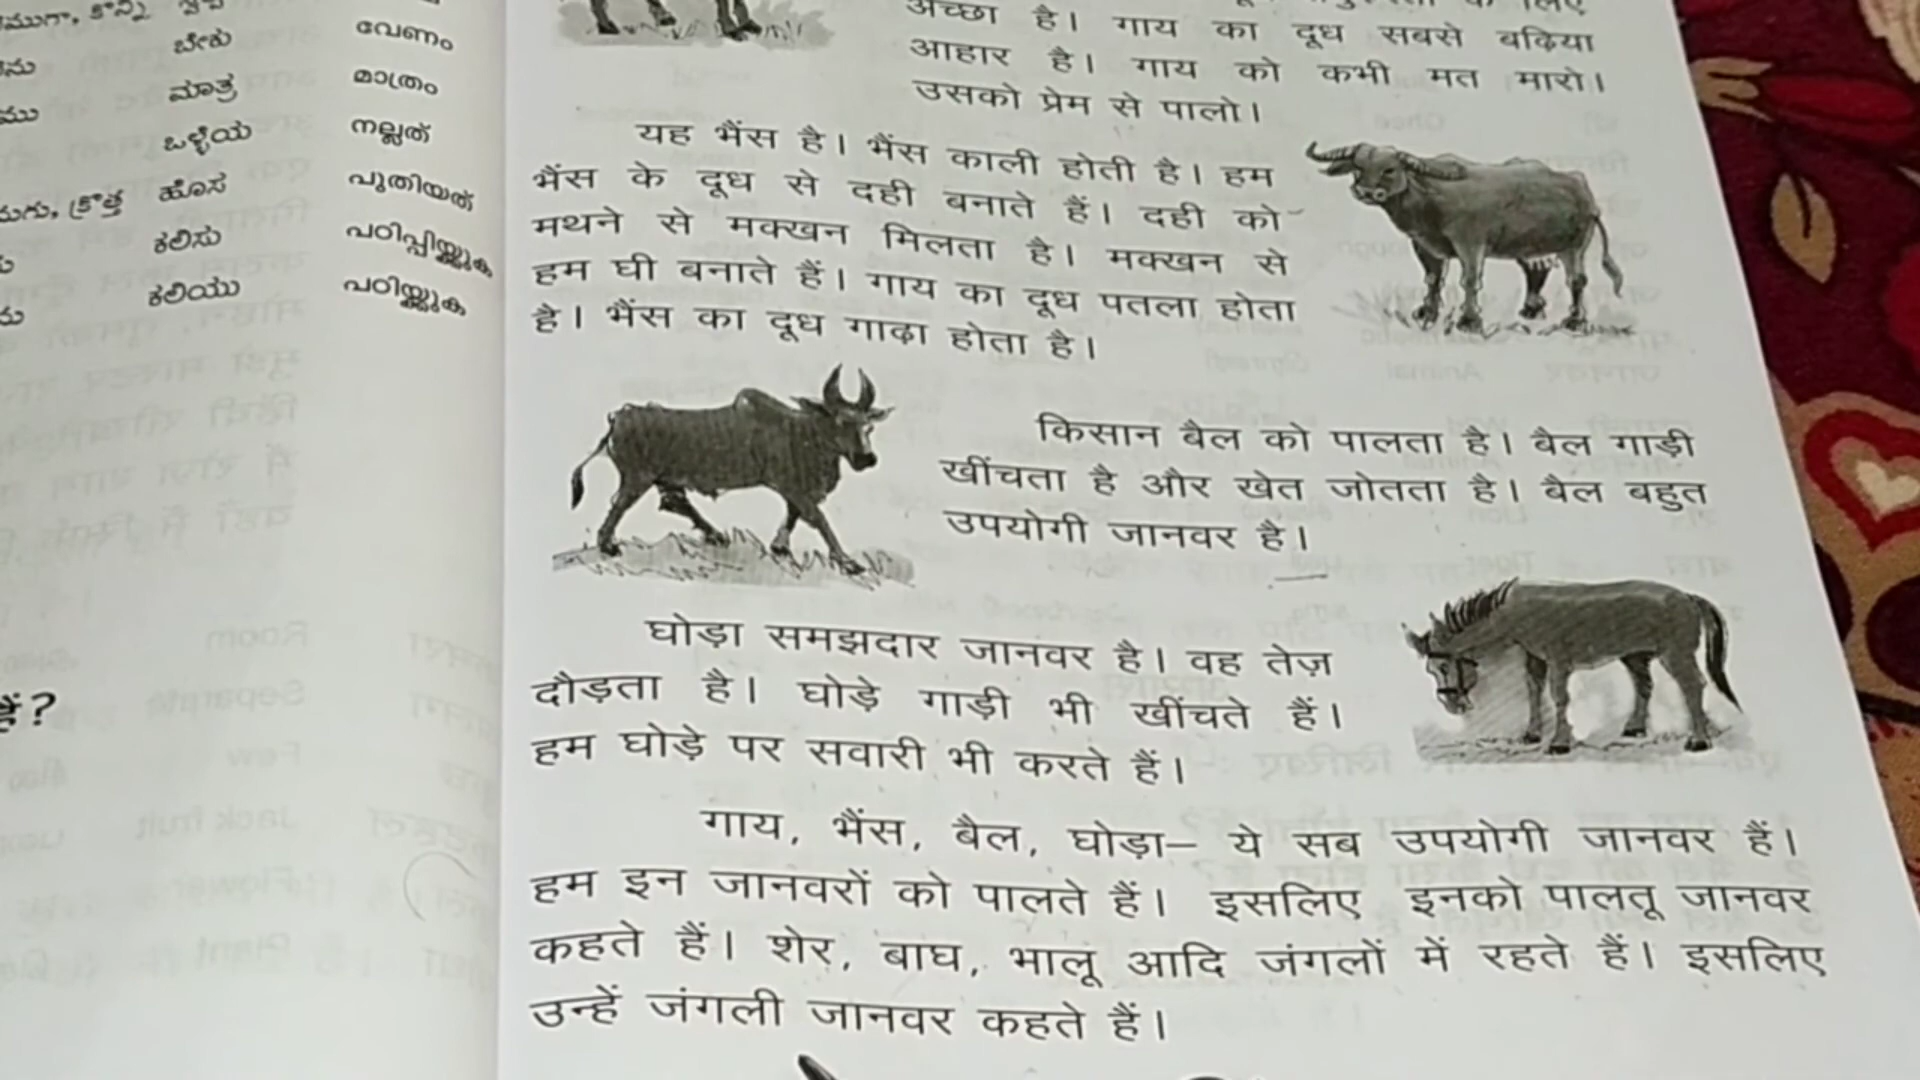 बेकु വേണം
ಮಾತ್ರ മാത്രം
ಒಳ್ಳೆಯ നല്ലത്
ಹೊಸ പുതിയത്
ಕಲಿಸು പഠിപ്പിയ്ക്കുക
ಕಲಿಯು പഠിയ്ക്കുക
हैं?
अच्छा है। गाय का दूध सबसे बढ़िया
आहार है। गाय को कभी मत मारो।
उसको प्रेम से पालो।
यह भैंस है। भैंस काली होती है। हम
भैंस के दूध से दही बनाते हैं। दही को
मथने से मक्खन मिलता है। मक्खन से
हम घी बनाते हैं। गाय का दूध पतला होता
है। भैंस का दूध गाढ़ा होता है।
किसान बैल को पालता है। बैल गाड़ी
खींचता है और खेत जोतता है। बैल बहुत
उपयोगी जानवर है।
घोड़ा समझदार जानवर है। वह तेज़
दौड़ता है। घोड़े गाड़ी भी खींचते हैं।
हम घोड़े पर सवारी भी करते हैं।
गाय, भैंस, बैल, घोड़ा– ये सब उपयोगी जानवर हैं।
हम इन जानवरों को पालते हैं। इसलिए इनको पालतू जानवर
कहते हैं। शेर, बाघ, भालू आदि जंगलों में रहते हैं। इसलिए
उन्हें जंगली जानवर कहते हैं।